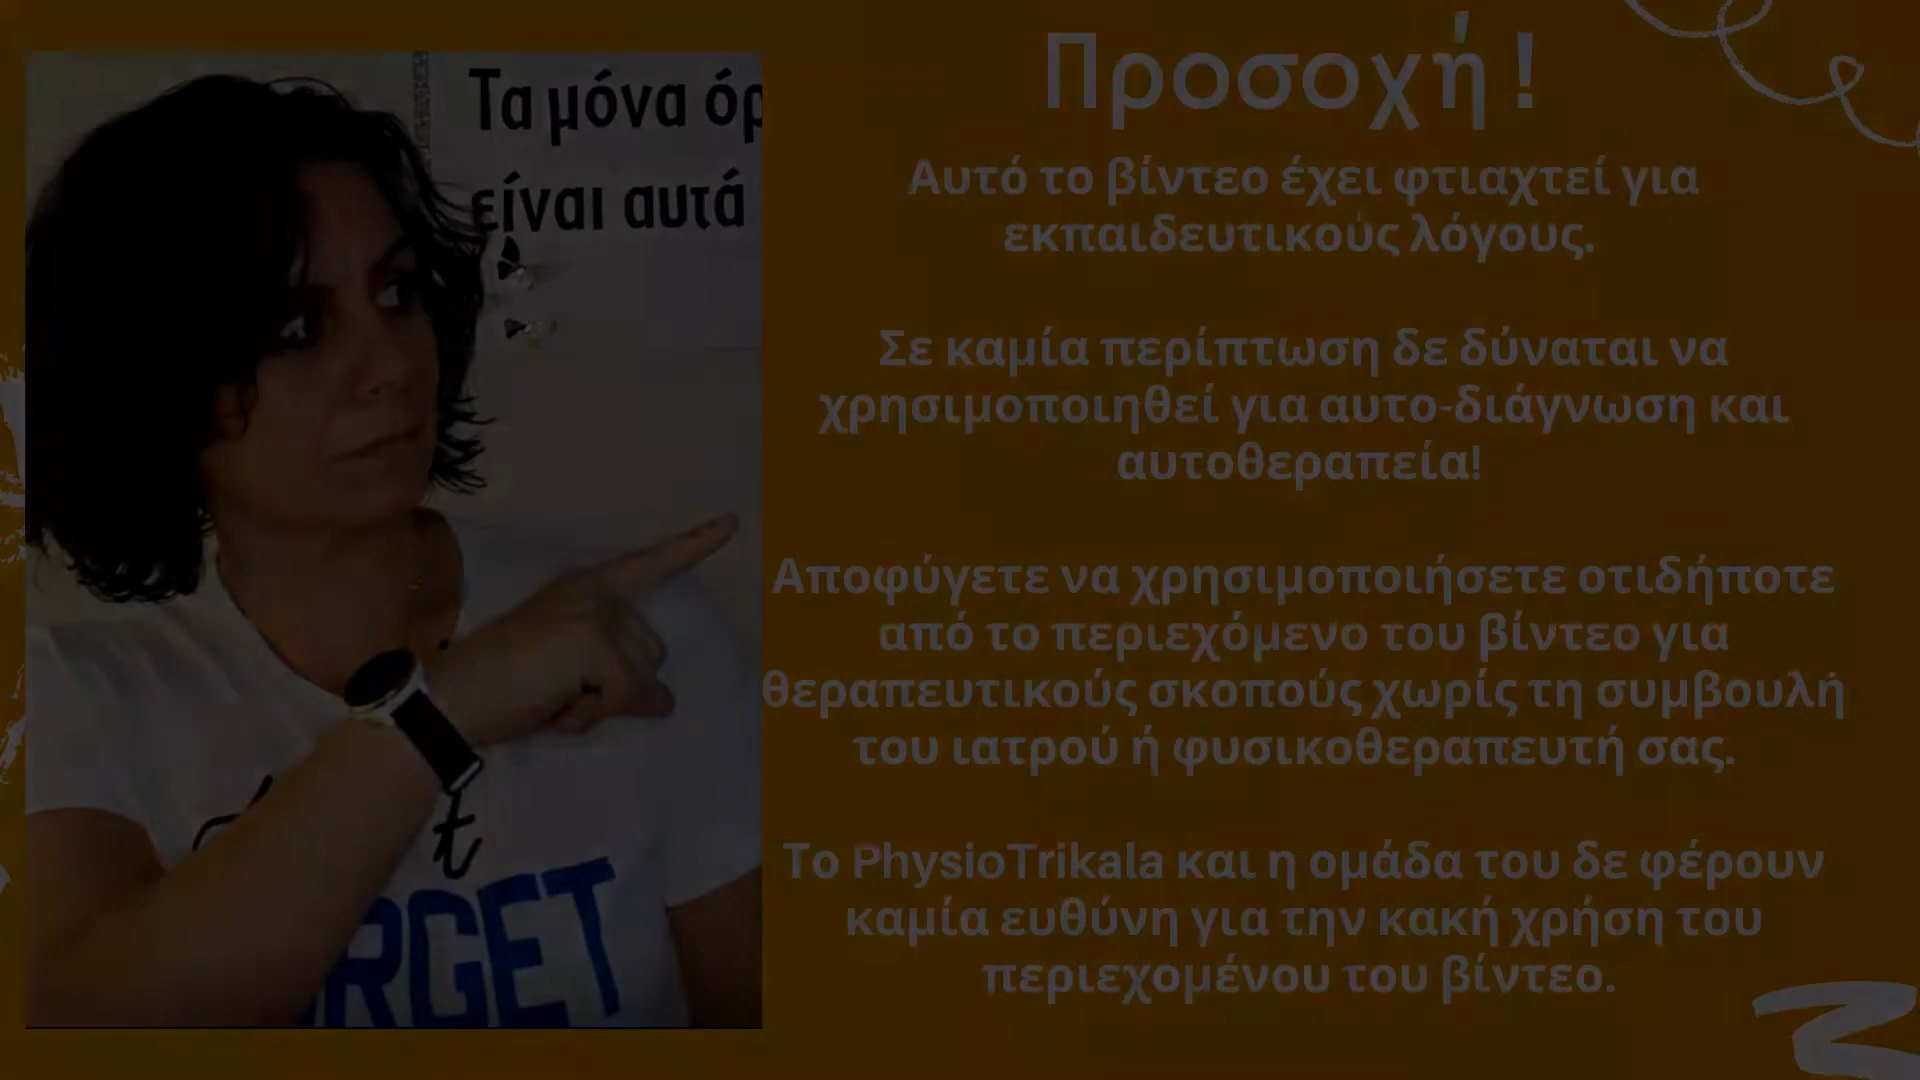 Τα μόνα όρ
είναι αυτά
t
RGET
Προσοχή !
Αυτό το βίντεο έχει φτιαχτεί για
εκπαιδευτικούς λόγους.
Σε καμία περίπτωση δε δύναται να
χρησιμοποιηθεί για αυτο-διάγνωση και
αυτοθεραπεία!
Αποφύγετε να χρησιμοποιήσετε οτιδήποτε
από το περιεχόμενο του βίντεο για
θεραπευτικούς σκοπούς χωρίς τη συμβουλή
του ιατρού ή φυσικοθεραπευτή σας.
Το PhysioTrikala και η ομάδα του δε φέρουν
καμία ευθύνη για την κακή χρήση του
περιεχομένου του βίντεο.